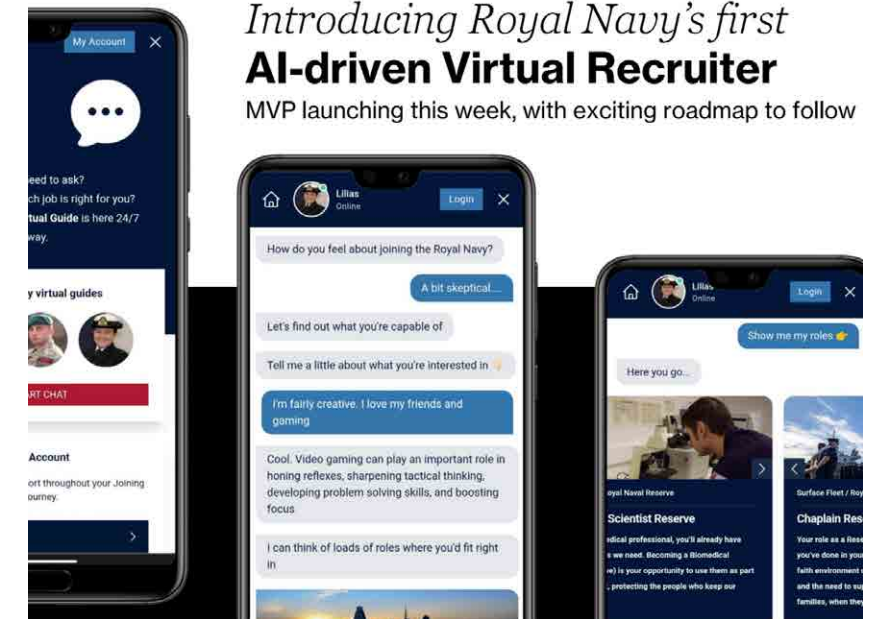 Introducing Royal Navy's first
AI-driven Virtual Recruiter
MVP launching this week, with exciting roadmap to follow
My Account
need to ask?
ch job is right for you?
tual Guide is here 24/7
way.
y virtual guides
ART CHAT
Account
ort throughout your Joining
ourney.
Lilias
Online
Login
How do you feel about joining the Royal Navy?
A bit skeptical....
Let's find out what you're capable of
Tell me a little about what you're interested in 👇🏻
I'm fairly creative. I love my friends and
gaming
Cool. Video gaming can play an important role in
honing reflexes, sharpening tactical thinking,
developing problem solving skills, and boosting
focus
I can think of loads of roles where you'd fit right
in
Lilias
Online
Login
Show me my roles 👉
Here you go...
oyal Naval Reserve
Scientist Reserve
edical professional, you'll already have
s we need. Becoming a Biomedical
ve) is your opportunity to use them as part
, protecting the people who keep our
Surface Fleet / Roy
Chaplain Res
Your role as a Rese
you've done in your
faith environment
and the need to sup
families, when they